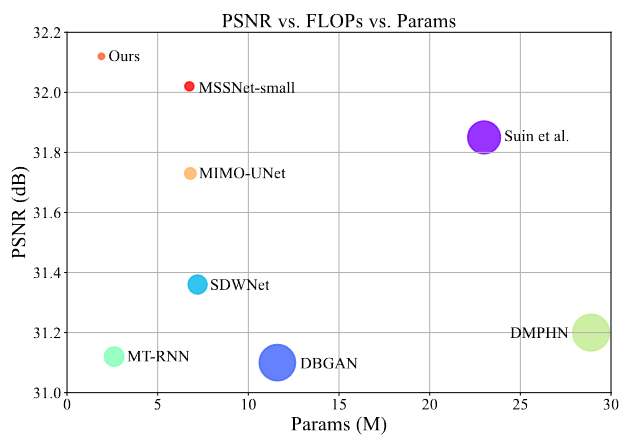 PSNR vs. FLOPs vs. Params
32.2
Ours
32.0
MSSNet-small
Suin et al.
31.8
MIMO-UNet
31.6
PSNR (dB)
31.4
SDWNet
31.2
DMPHN
MT-RNN
DBGAN
31.0
0 5 10 15 20 25 30
Params (M)